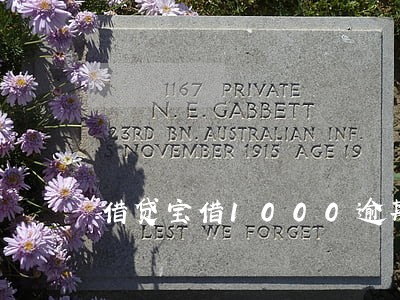 1167 PRIVATE
N. E. GABBETT
23RD BN. AUSTRALIAN INF.
5 NOVEMBER 1915 AGE 19
借贷宝借1000逾期
LEST WE FORGET